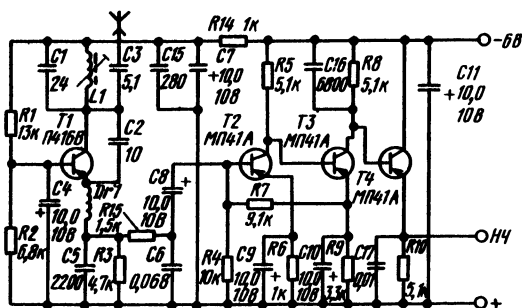 R14 1к
-6В
C1
24
C3
5,1
C15
280
C7
+10,0
10В
R5
5,1к
C16
6800
R8
5,1к
C11
+10,0
10В
L1
R1
13к
T1
П416В
C2
10
T2
МП41А
T3
МП41А
T4
МП41А
C4
10,0
10В
Др1
R15
1,5к
C8
10,0
10В
R7
9,1к
НЧ
R2
6,8к
C5
2200
R3
4,7к
C6
0,068
R4
10к
C9
10,0
10В
R6
1к
C10
10,0
10В
R9
3,3к
C17
0,01
R10
5,1к
+